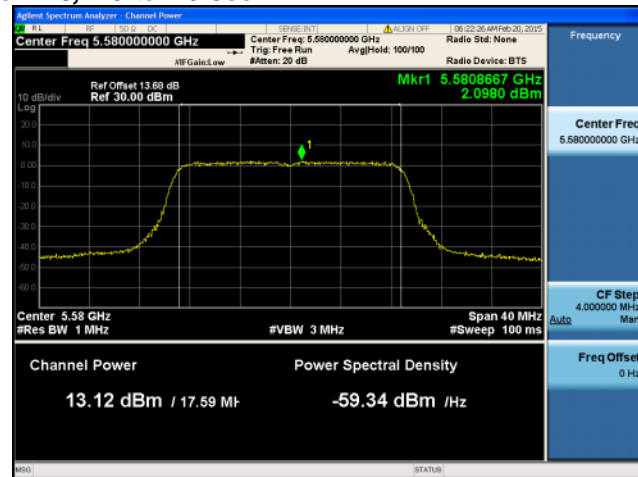 Agilent Spectrum Analyzer - Channel Power
RL RF 50 Ω DC SENSE:INT ALIGN OFF 06:22:26 AM Feb 20, 2015
Center Freq 5.580000000 GHz
Center Freq: 5.580000000 GHz
Radio Std: None
Trig: Free Run Avg|Hold: 100/100
#IFGain:Low #Atten: 20 dB Radio Device: BTS
Frequency
Ref Offset 13.68 dB
10 dB/div Ref 30.00 dBm
Mkr1 5.5808667 GHz
2.0980 dBm
Log
20.0
10.0
0.00
-10.0
-20.0
-30.0
-40.0
-50.0
-60.0
1
Center 5.58 GHz Span 40 MHz
#Res BW 1 MHz #VBW 3 MHz #Sweep 100 ms
Center Freq
5.580000000 GHz
CF Step
4.000000 MHz
Auto Man
Freq Offset
0 Hz
Channel Power Power Spectral Density
13.12 dBm / 17.59 MH -59.34 dBm /Hz
MSG STATUS